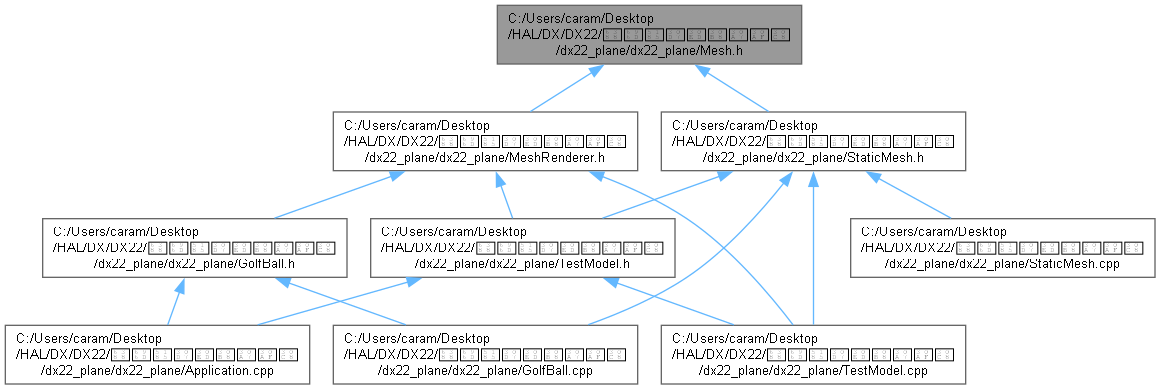 C:/Users/caram/Desktop
/HAL/DX/DX22/
/dx22_plane/dx22_plane/Mesh.h
C:/Users/caram/Desktop
/HAL/DX/DX22/
/dx22_plane/dx22_plane/MeshRenderer.h
C:/Users/caram/Desktop
/HAL/DX/DX22/
/dx22_plane/dx22_plane/StaticMesh.h
C:/Users/caram/Desktop
/HAL/DX/DX22/
/dx22_plane/dx22_plane/GolfBall.h
C:/Users/caram/Desktop
/HAL/DX/DX22/
/dx22_plane/dx22_plane/TestModel.h
C:/Users/caram/Desktop
/HAL/DX/DX22/
/dx22_plane/dx22_plane/StaticMesh.cpp
C:/Users/caram/Desktop
/HAL/DX/DX22/
/dx22_plane/dx22_plane/Application.cpp
C:/Users/caram/Desktop
/HAL/DX/DX22/
/dx22_plane/dx22_plane/GolfBall.cpp
C:/Users/caram/Desktop
/HAL/DX/DX22/
/dx22_plane/dx22_plane/TestModel.cpp